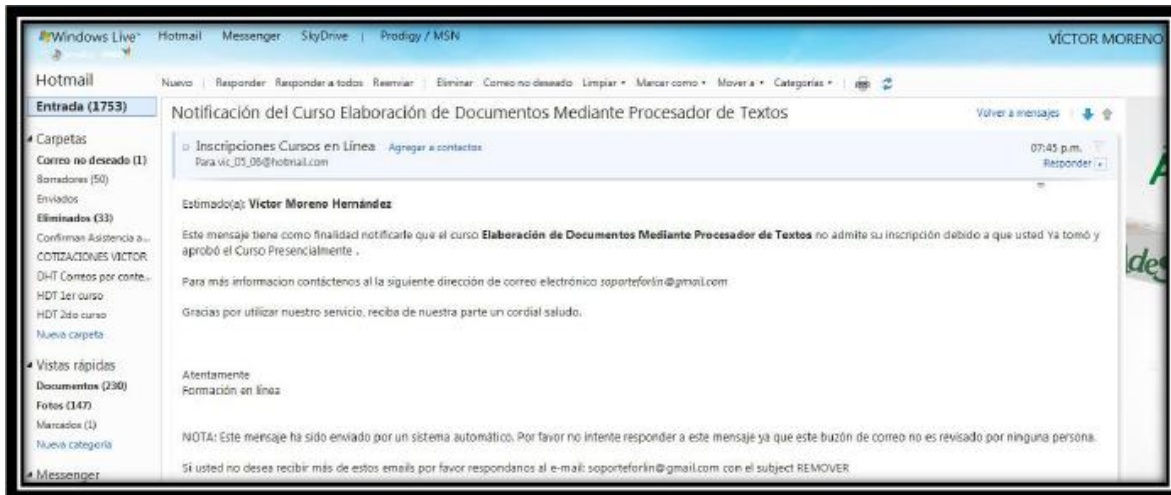 Windows Live Hotmail Messenger SkyDrive | Prodigy / MSN VÍCTOR MORENO
Hotmail
Nuevo | Responder Responder a todos Reenviar | Eliminar Correo no deseado Limpiar Marcar como Mover a Categorías
Entrada (1753)
Carpetas
Correo no deseado (1)
Borradores (50)
Enviados
Eliminados (33)
Confirman Asistencia a...
COTIZACIONES VICTOR
DHT Correos por conte...
HDT 1er curso
HDT 2do curso
Nueva carpeta
Vistas rápidas
Documentos (230)
Fotos (147)
Marcados (1)
Nueva categoría
Messenger
Notificación del Curso Elaboración de Documentos Mediante Procesador de Textos
Volver a mensajes
Inscripciones Cursos en Línea Agregar a contactos
Para vic_05_08@hotmail.com
07:45 p.m.
Responder
Estimado(a): Víctor Moreno Hernández
Este mensaje tiene como finalidad notificarle que el curso Elaboración de Documentos Mediante Procesador de Textos no admite su inscripción debido a que usted Ya tomó y
aprobó el Curso Presencialmente .
Para más informacion contáctenos al la siguiente dirección de correo electrónico soporteforlin@gmail.com
Gracias por utilizar nuestro servicio, reciba de nuestra parte un cordial saludo.
Atentamente
Formación en línea
NOTA: Este mensaje ha sido enviado por un sistema automático. Por favor no intente responder a este mensaje ya que este buzón de correo no es revisado por ninguna persona.
Si usted no desea recibir más de estos emails por favor respondanos al e-mail: soporteforlin@gmail.com con el subject REMOVER